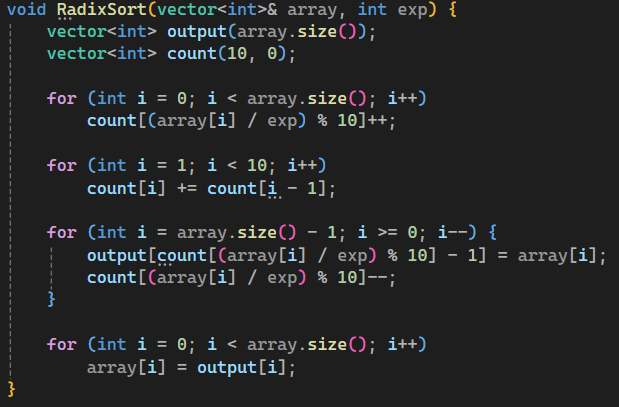 void RadixSort(vector<int>& array, int exp) {
    vector<int> output(array.size());
    vector<int> count(10, 0);

    for (int i = 0; i < array.size(); i++)
        count[(array[i] / exp) % 10]++;

    for (int i = 1; i < 10; i++)
        count[i] += count[i - 1];

    for (int i = array.size() - 1; i >= 0; i--) {
        output[count[(array[i] / exp) % 10] - 1] = array[i];
        count[(array[i] / exp) % 10]--;
    }

    for (int i = 0; i < array.size(); i++)
        array[i] = output[i];
}